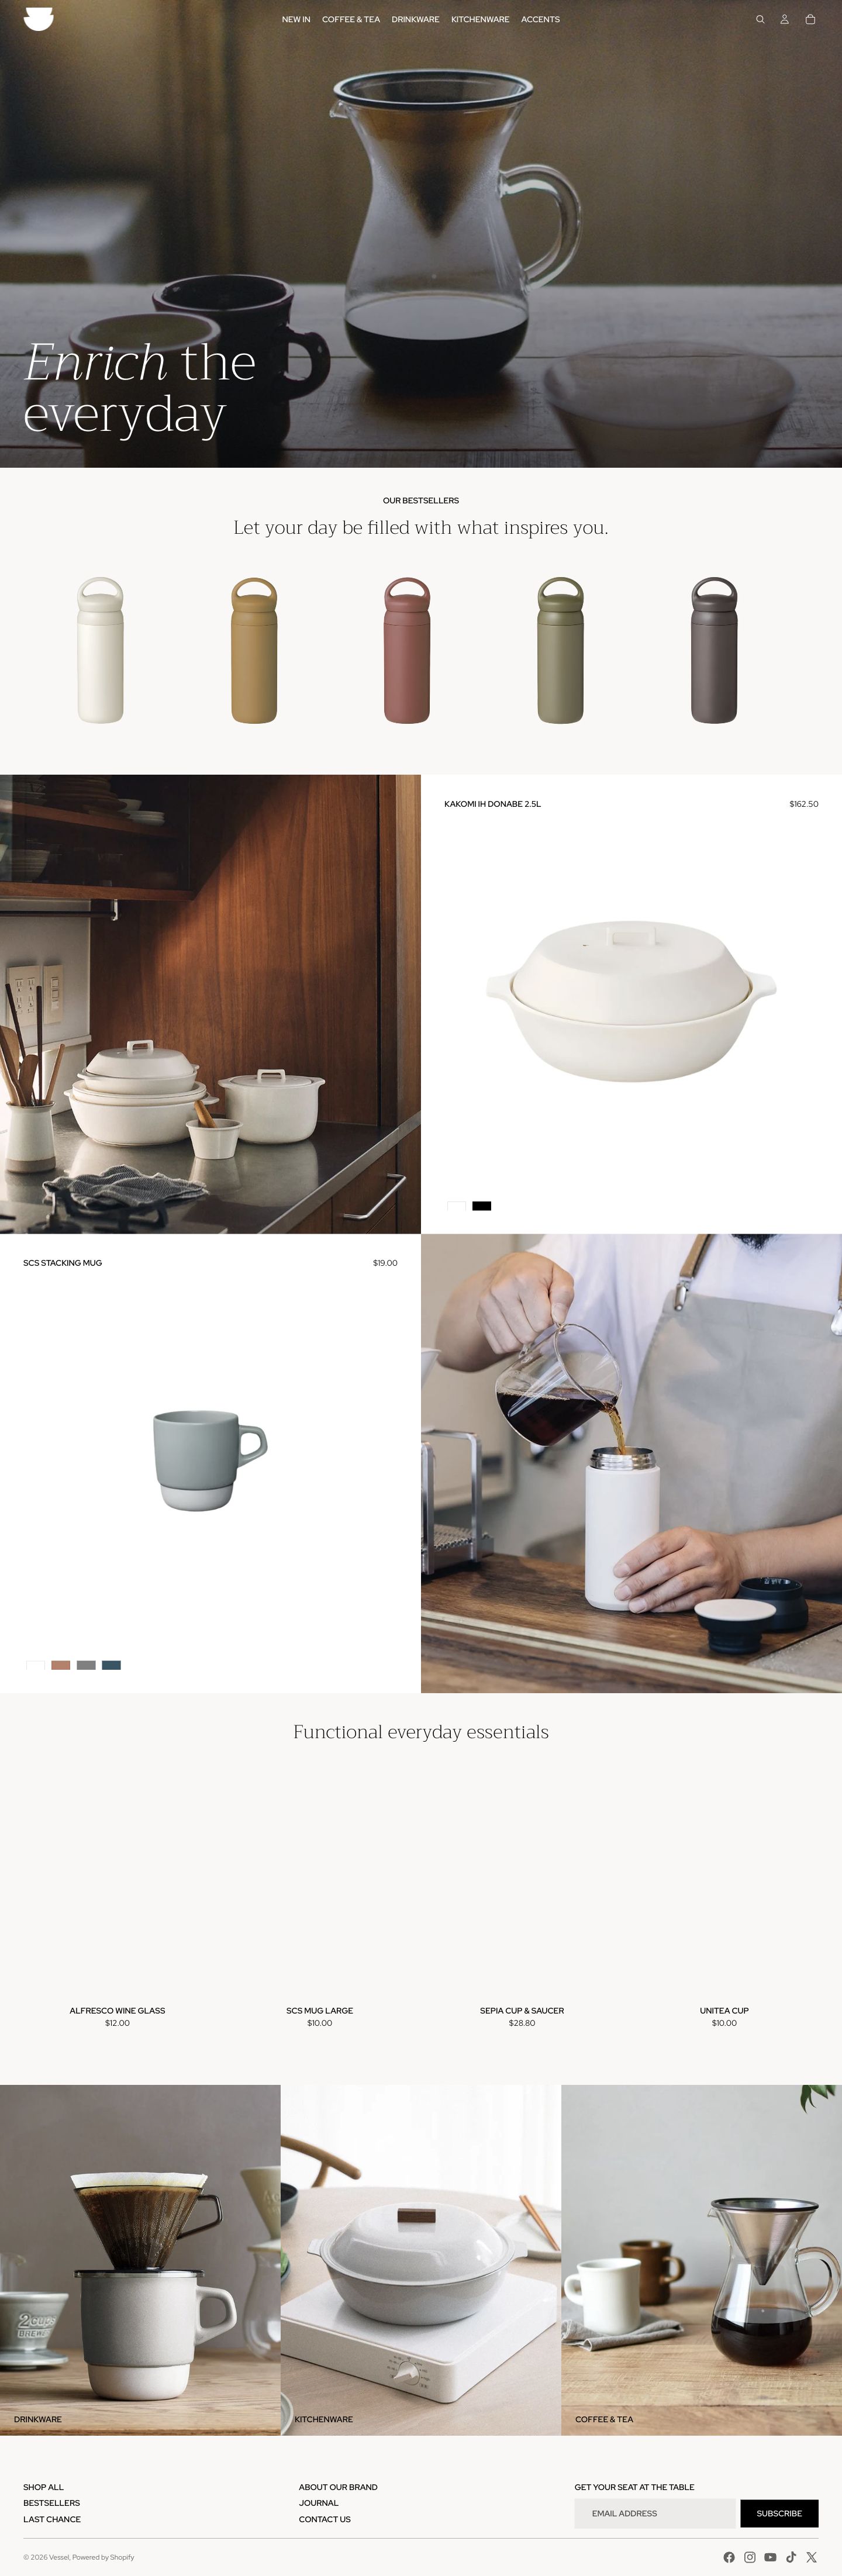 NEW IN COFFEE & TEA DRINKWARE KITCHENWARE ACCENTS
Enrich the
everyday
OUR BESTSELLERS
Let your day be filled with what inspires you.
KAKOMI IH DONABE 2.5L $162.50
SCS STACKING MUG $19.00
Functional everyday essentials
ALFRESCO WINE GLASS
$12.00
SCS MUG LARGE
$10.00
SEPIA CUP & SAUCER
$28.80
UNITEA CUP
$10.00
2CUPS
DRINKWARE
KITCHENWARE
COFFEE & TEA
SHOP ALL
BESTSELLERS
LAST CHANCE
ABOUT OUR BRAND
JOURNAL
CONTACT US
GET YOUR SEAT AT THE TABLE
EMAIL ADDRESS SUBSCRIBE
© 2026 Vessel, Powered by Shopify